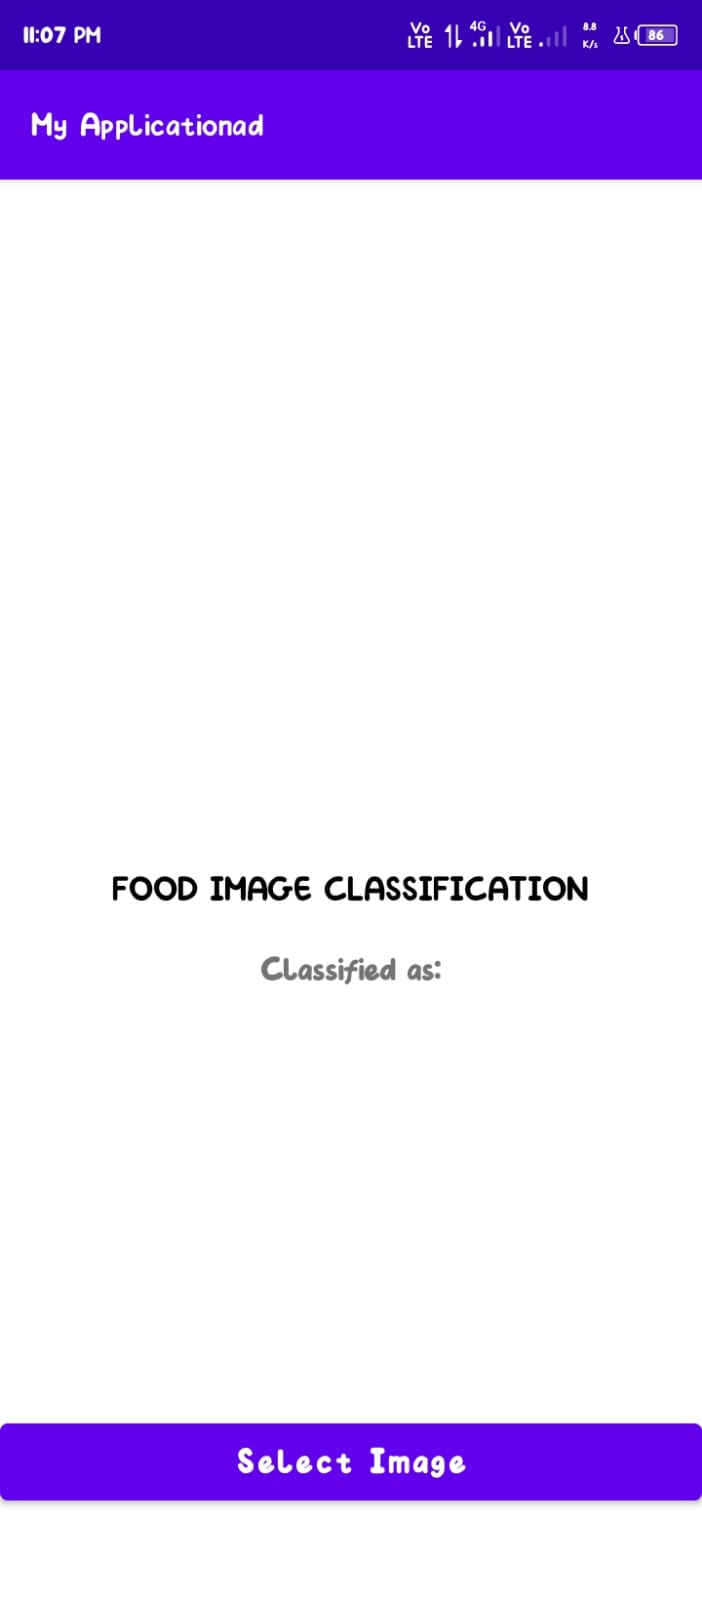 11:07 PM
Vo LTE 4G Vo LTE 8.8 K/s 86
My Applicationad
FOOD IMAGE CLASSIFICATION
Classified as:
Select Image